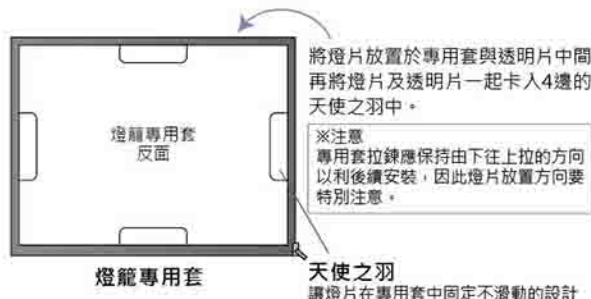 將燈片放置於專用套與透明片中間
再將燈片及透明片一起卡入4邊的
天使之羽中。
※注意
專用套拉鍊應保持由下往上拉的方向
以利後續安裝，因此燈片放置方向要
特別注意。
燈籠專用套
反面
燈籠專用套
天使之羽
讓燈片在專用套中固定不滑動的設計